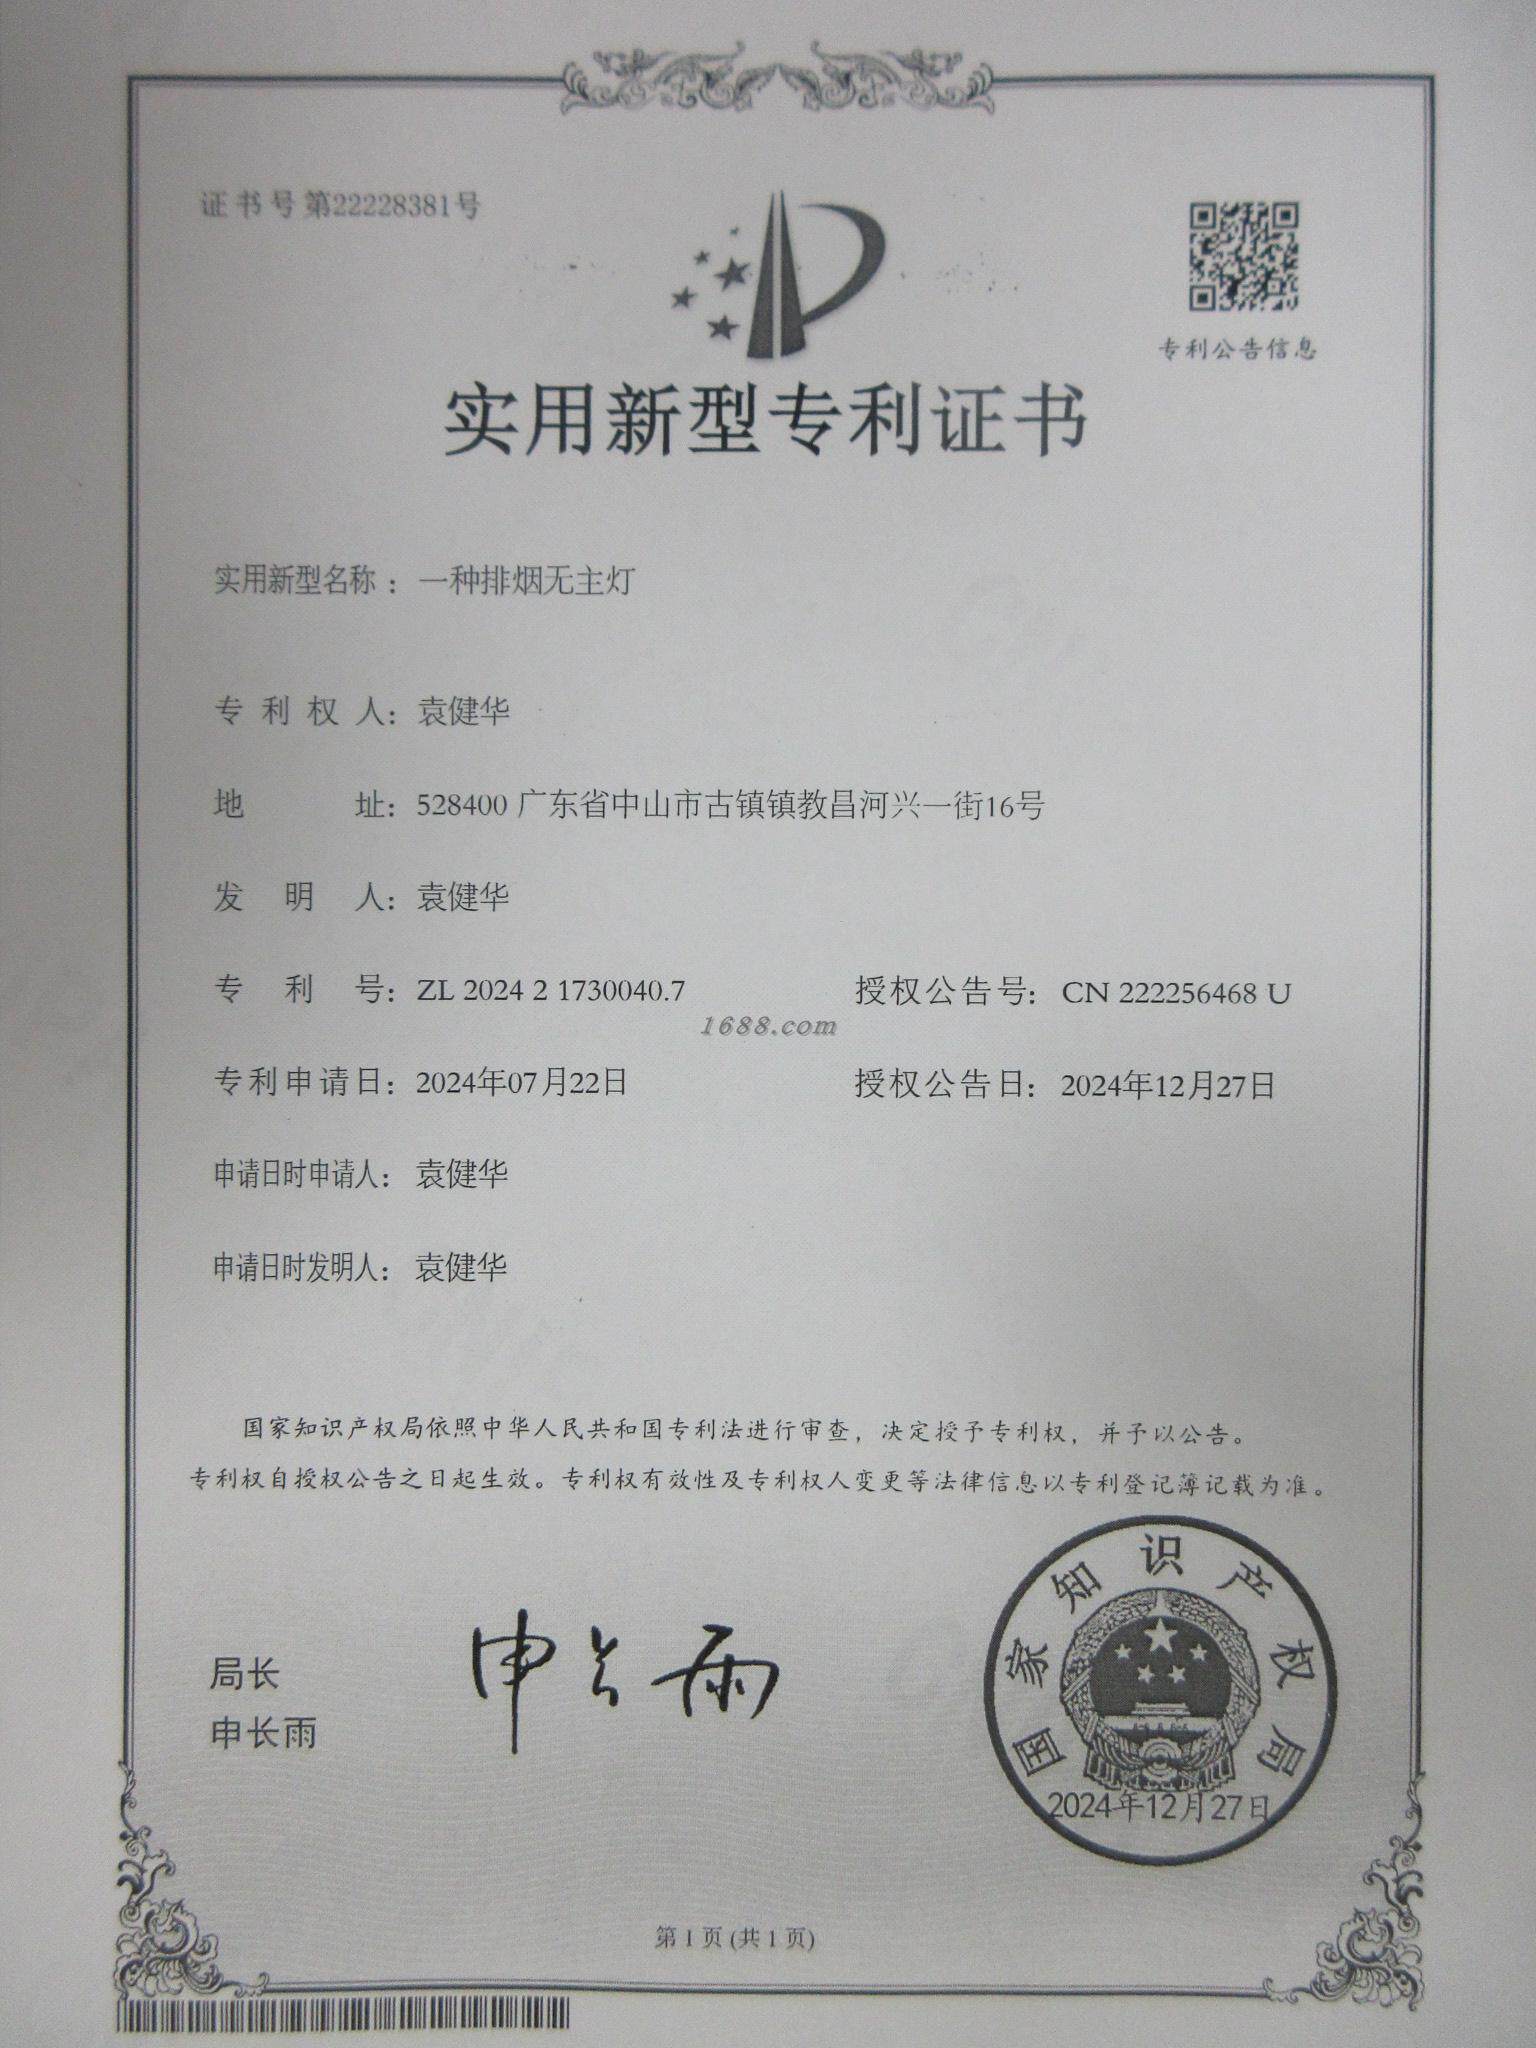 证书号第22228381号
专利公告信息
实用新型专利证书
实用新型名称：一种排烟无主灯
专利权人：袁健华
地址：528400 广东省中山市古镇镇教昌河兴一街16号
发明人：袁健华
专利号：ZL 2024 2 1730040.7 授权公告号：CN 222256468 U
1688.com
专利申请日：2024年07月22日 授权公告日：2024年12月27日
申请日时申请人：袁健华
申请日时发明人：袁健华
国家知识产权局依照中华人民共和国专利法进行审查，决定授予专利权，并予以公告。
专利权自授权公告之日起生效。专利权有效性及专利权人变更等法律信息以专利登记簿记载为准。
局长
申长雨
申长雨
国家知识产权局
2024年12月27日
第 1 页 (共 1 页)